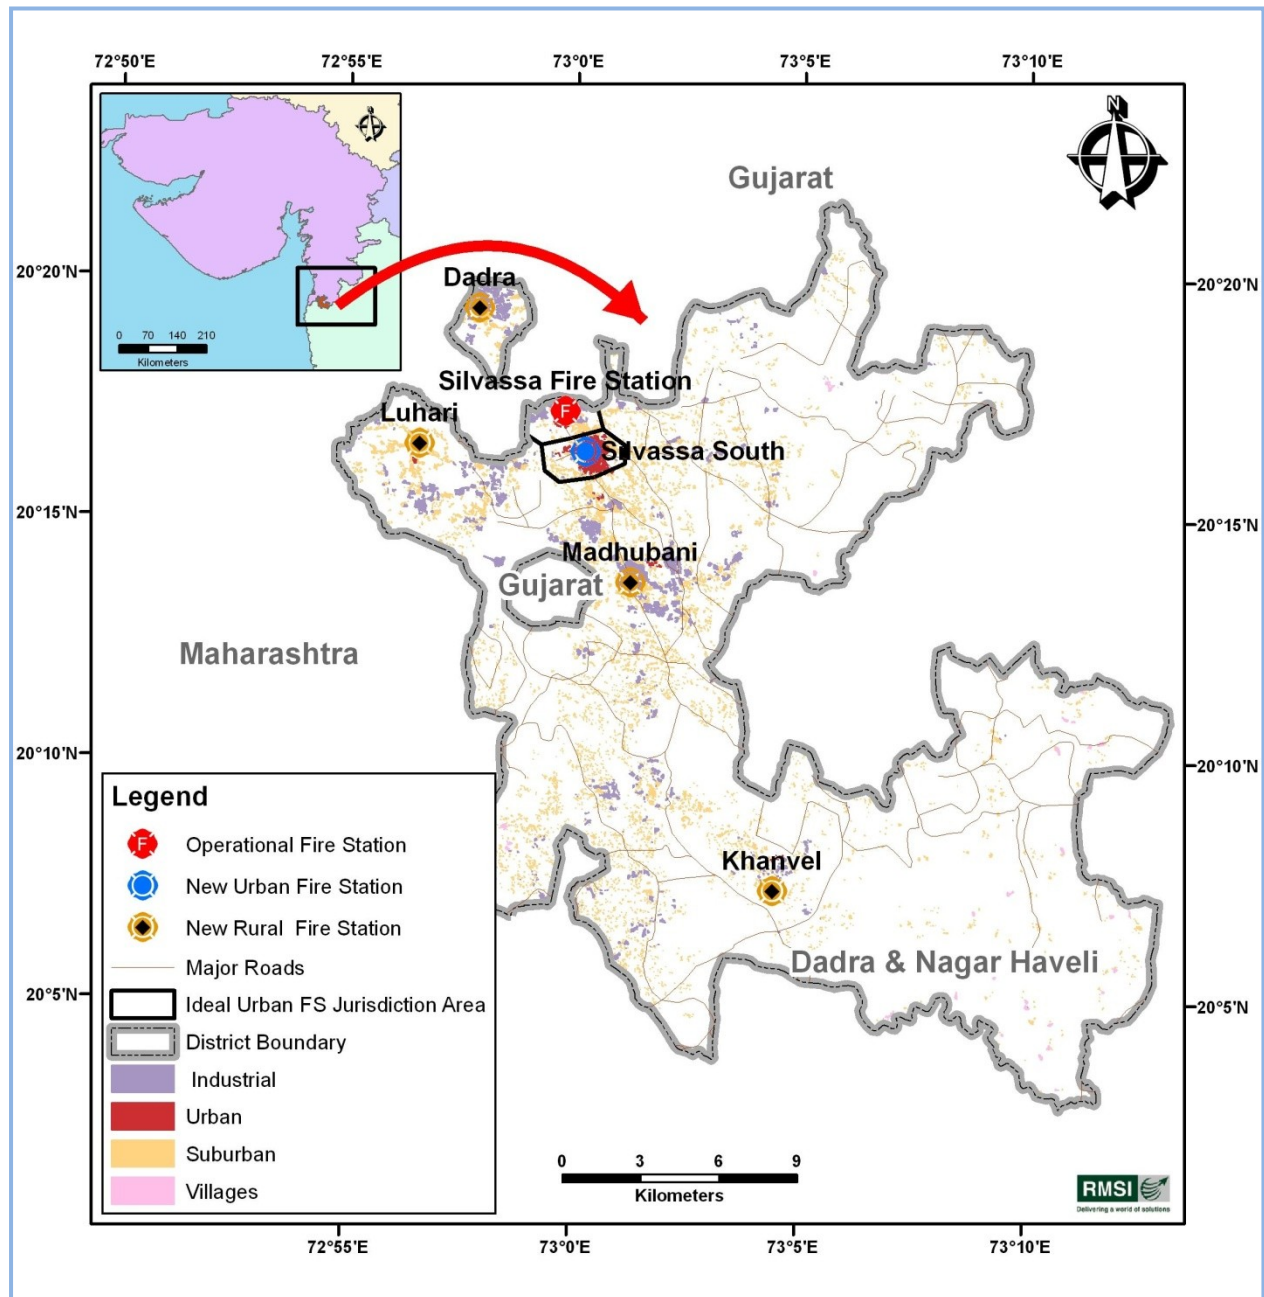 72°50'E 72°55'E 73°0'E 73°5'E 73°10'E
N
Gujarat
20°20'N
20°20'N
Dadra
0 70 140 210
Kilometers
Silvassa Fire Station
F
Luhari
Silvassa South
20°15'N
20°15'N
Madhubani
Gujarat
Maharashtra
20°10'N
20°10'N
Legend
F Operational Fire Station
New Urban Fire Station
New Rural Fire Station
Major Roads
Ideal Urban FS Jurisdiction Area
District Boundary
Industrial
Urban
Suburban
Villages
Khanvel
Dadra & Nagar Haveli
20°5'N
20°5'N
0 3 6 9
Kilometers
RMSI
Delivering a world of solutions
72°55'E 73°0'E 73°5'E 73°10'E